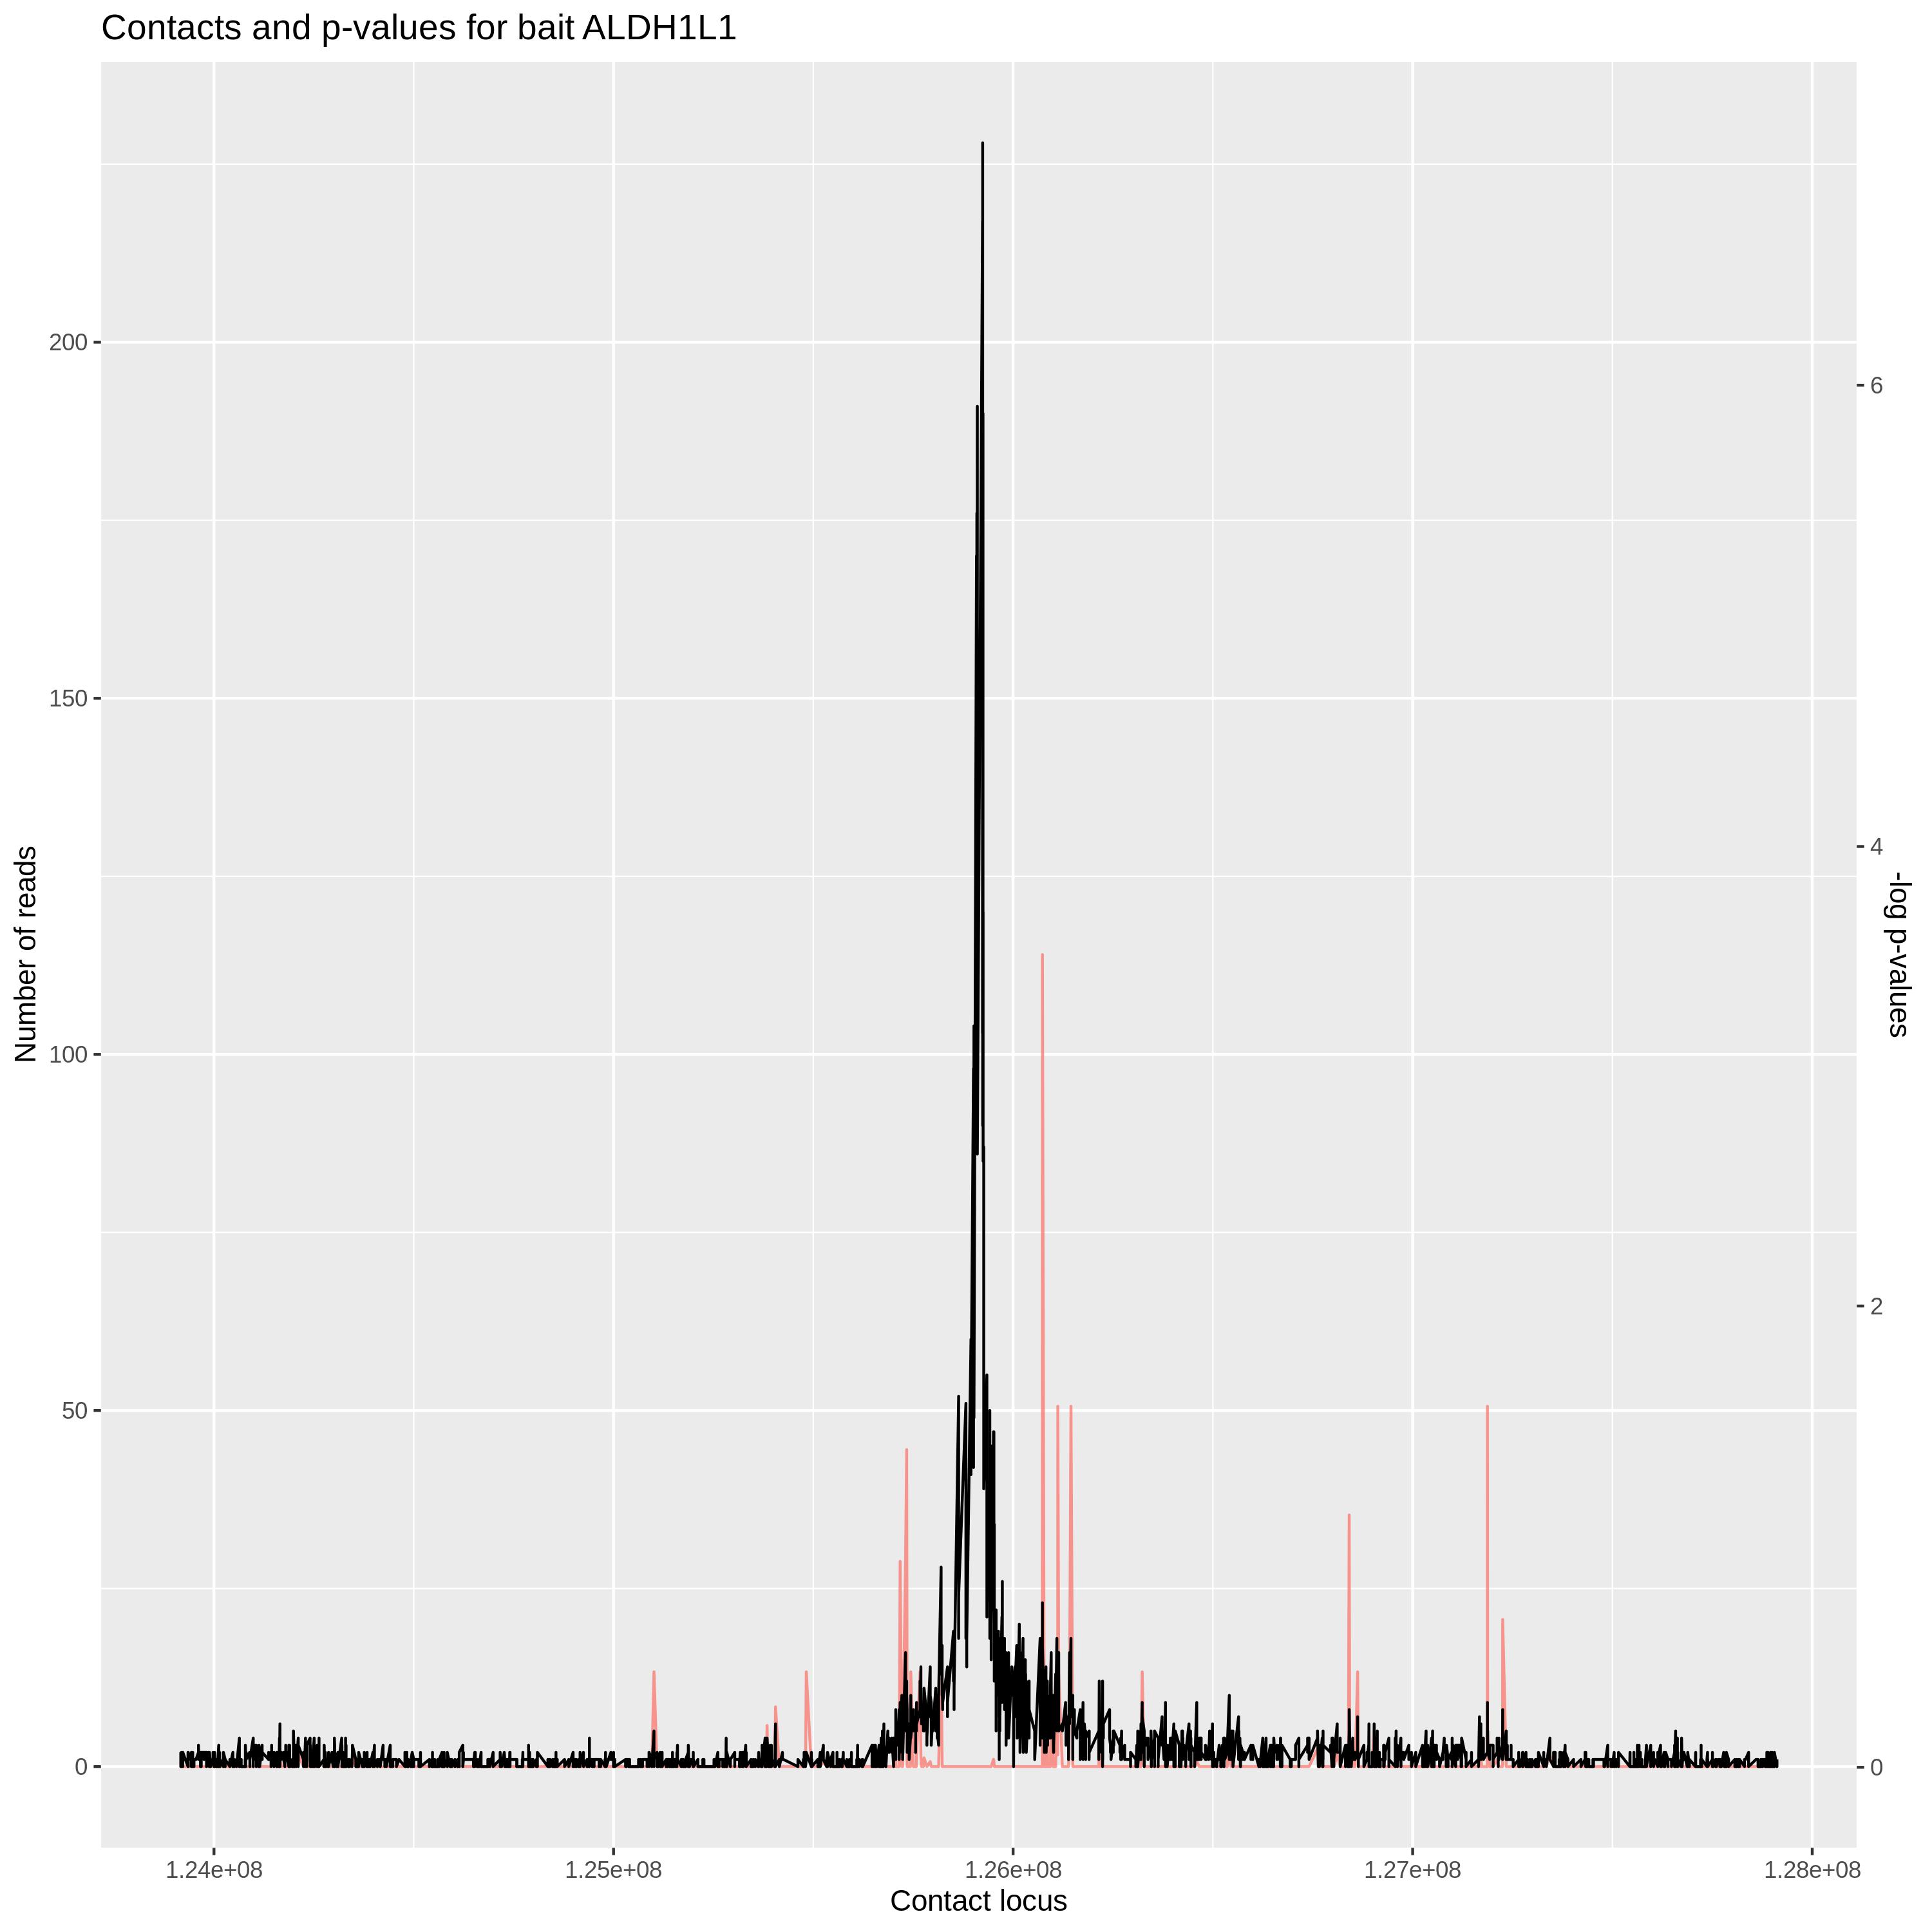 Contacts and p-values for bait ALDH1L1
Number of reads
200
150
100
50
0
6
4
2
0
-log p-values
1.24e+08
1.25e+08
1.26e+08
1.27e+08
1.28e+08
Contact locus